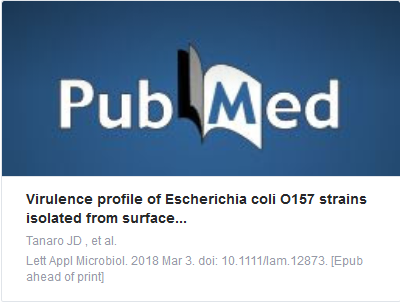 PubMed
Virulence profile of Escherichia coli O157 strains
isolated from surface...
Tanaro JD , et al.
Lett Appl Microbiol. 2018 Mar 3. doi: 10.1111/lam.12873. [Epub
ahead of print]